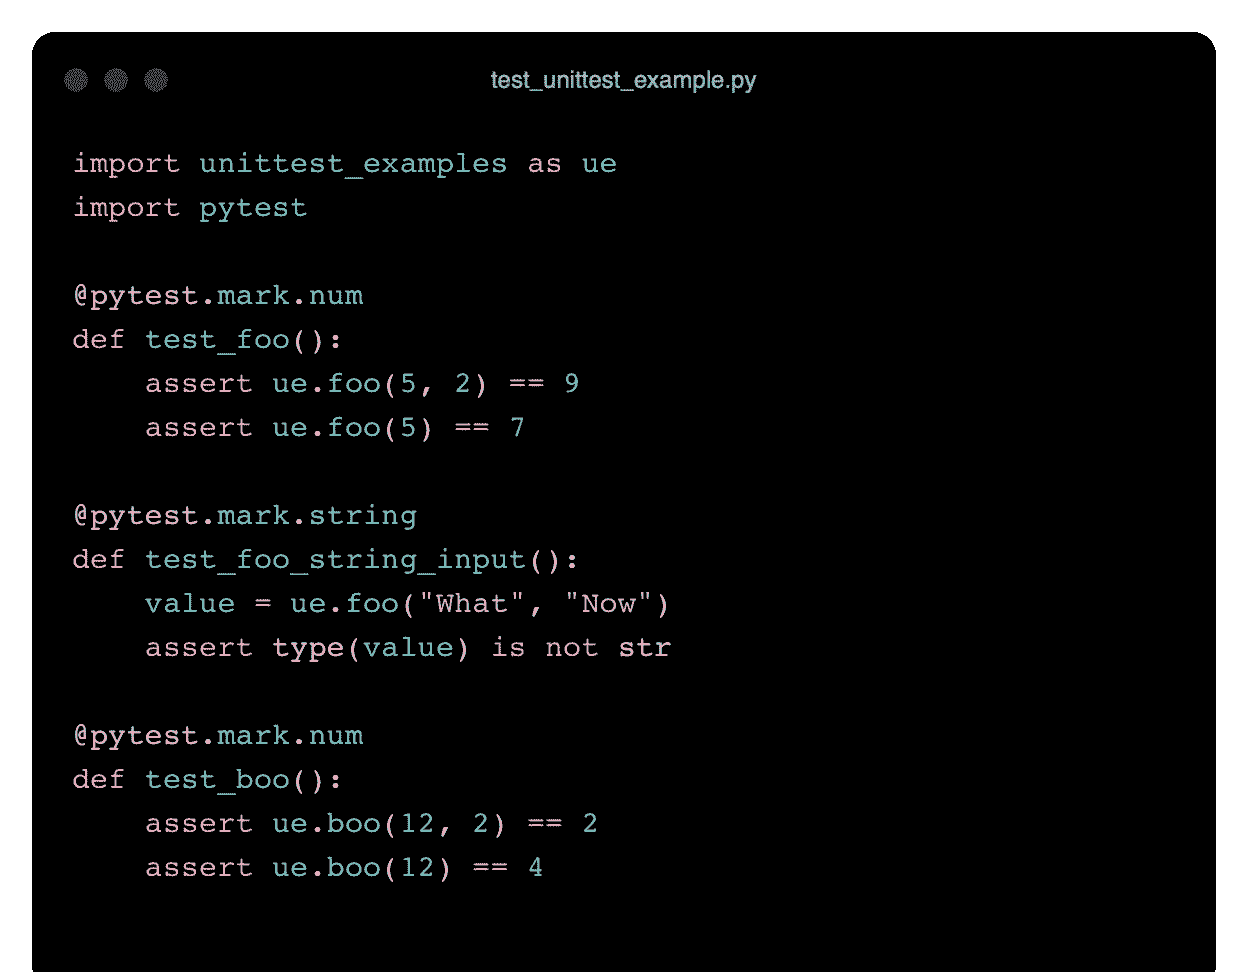 test_unittest_example.py
import unittest_examples as ue
import pytest
@pytest.mark.num
def test_foo():
    assert ue.foo(5, 2) == 9
    assert ue.foo(5) == 7
@pytest.mark.string
def test_foo_string_input():
    value = ue.foo("What", "Now")
    assert type(value) is not str
@pytest.mark.num
def test_boo():
    assert ue.boo(12, 2) == 2
    assert ue.boo(12) == 4